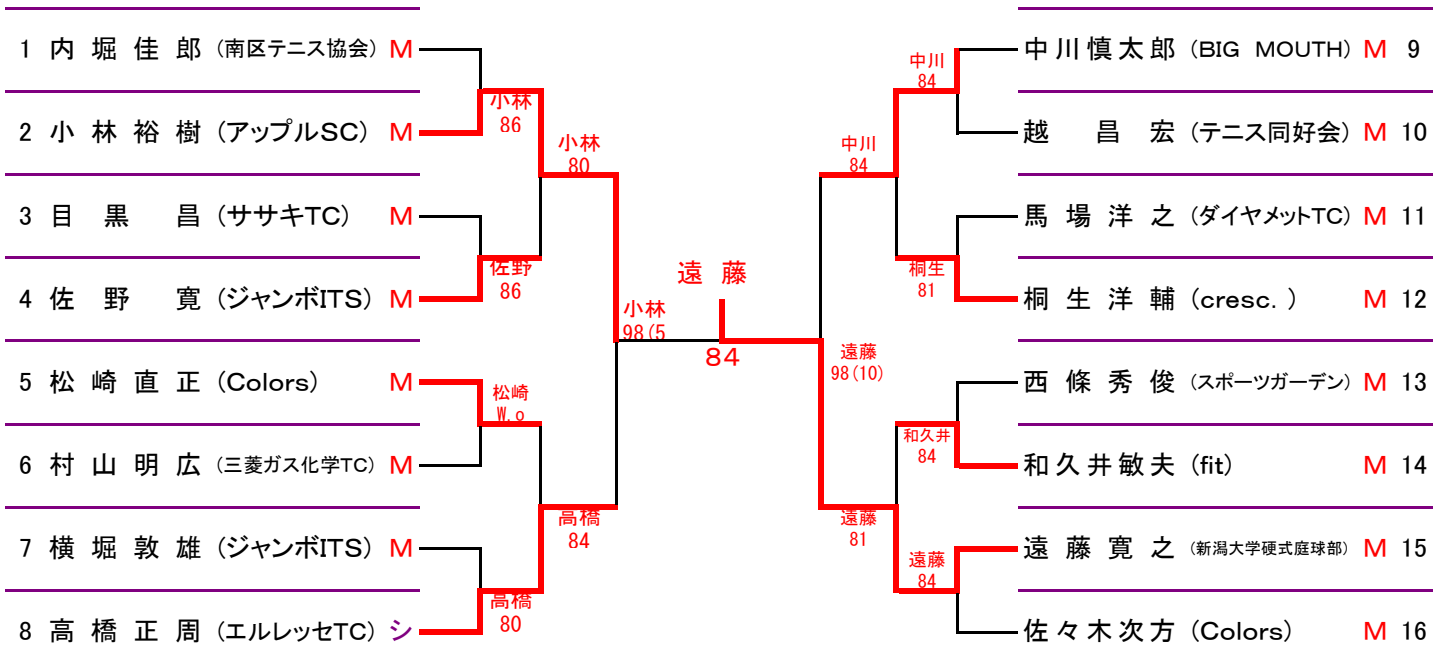 1 内堀佳郎 (南区テニス協会) M
2 小林裕樹 (アップルSC) M
3 目黒 昌 (ササキTC) M
4 佐野 寛 (ジャンボITS) M
5 松崎直正 (Colors) M
6 村山明広 (三菱ガス化学TC) M
7 横堀敦雄 (ジャンボITS) M
8 高橋正周 (エルレッセTC) シ
小林
86
佐野
86
松崎
W.o
高橋
80
小林
80
高橋
84
小林
98(5
遠藤
84
遠藤
98(10)
中川
84
遠藤
81
中川
84
桐生
81
和久井
84
遠藤
84
中川慎太郎 (BIG MOUTH) M 9
越 昌宏 (テニス同好会) M 10
馬場洋之 (ダイヤメットTC) M 11
桐生洋輔 (cresc.) M 12
西條秀俊 (スポーツガーデン) M 13
和久井敏夫 (fit) M 14
遠藤寛之 (新潟大学硬式庭球部) M 15
佐々木次方 (Colors) M 16